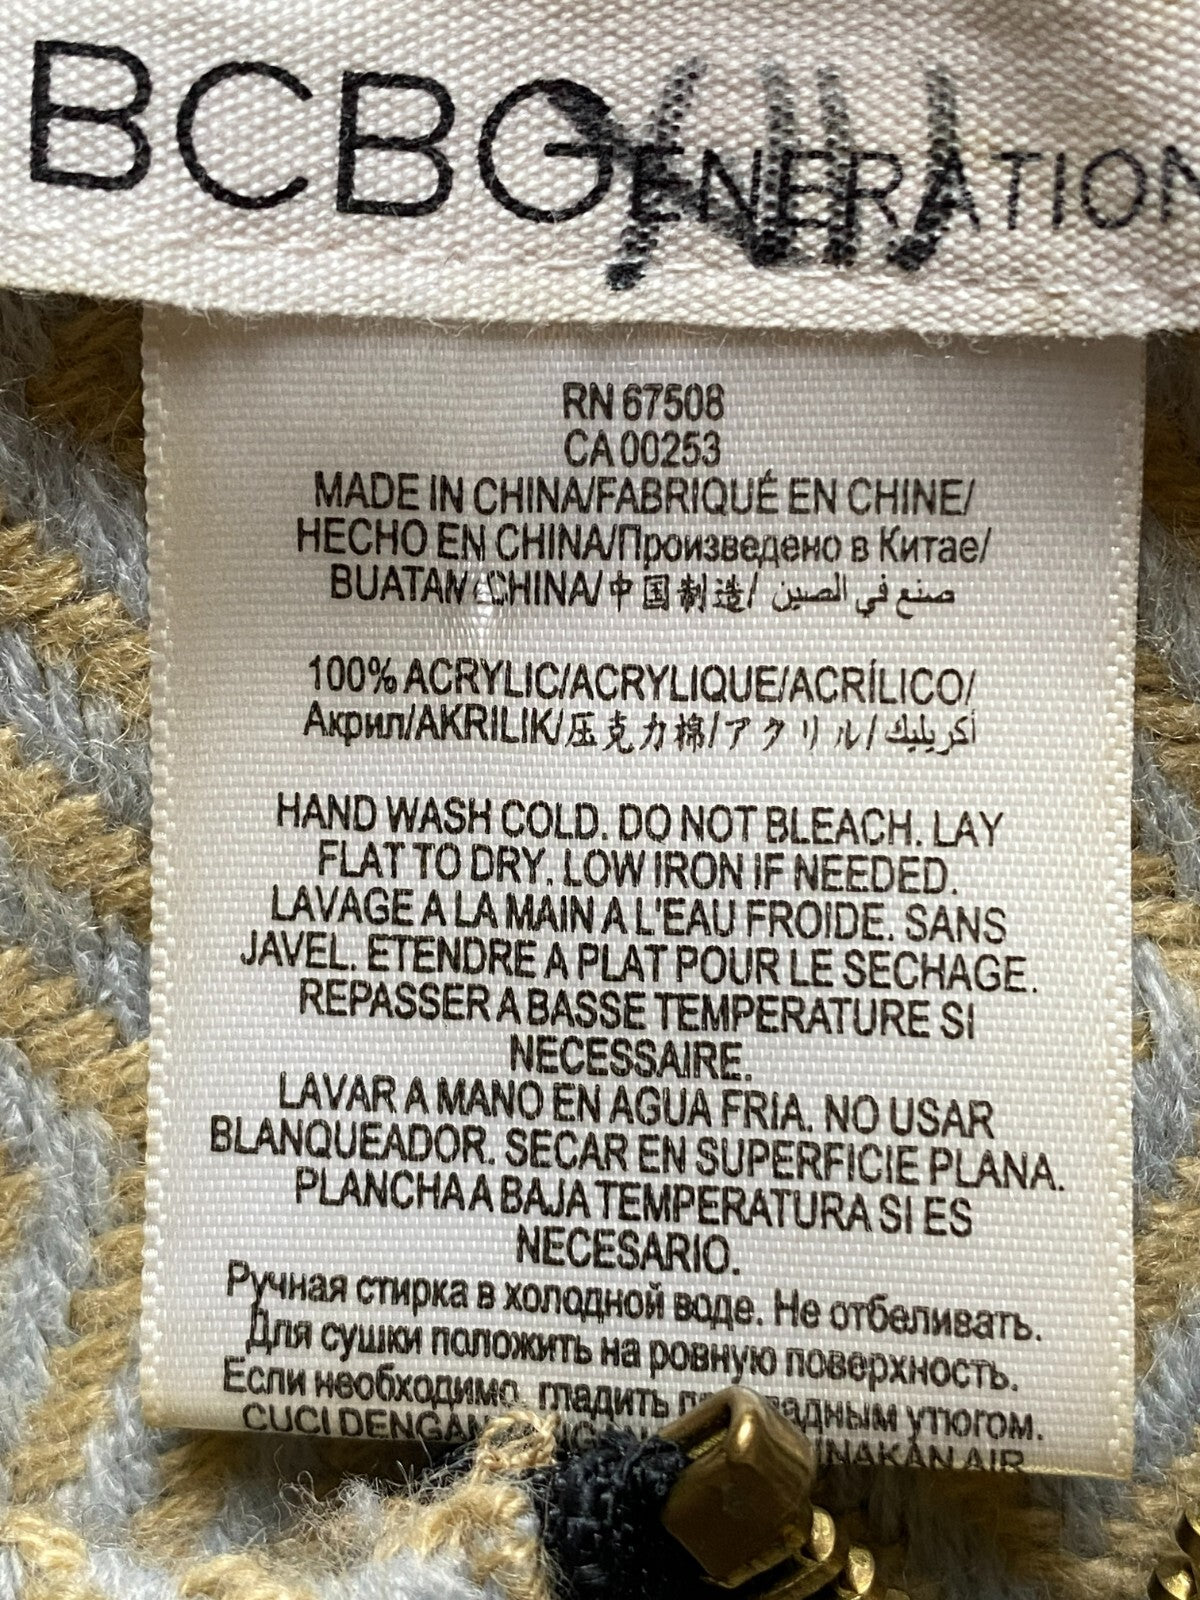 BCBGENERATION
RN 67508
CA 00253
MADE IN CHINA/FABRIQUÉ EN CHINE/
HECHO EN CHINA/Произведено в Китае/
BUATAN CHINA/中国制造/ صنع في الصين
100% ACRYLIC/ACRYLIQUE/ACRÍLICO/
Акрил/AKRILIK/压克力棉/アクリル/أكريليك
HAND WASH COLD. DO NOT BLEACH. LAY
FLAT TO DRY. LOW IRON IF NEEDED.
LAVAGE A LA MAIN A L'EAU FROIDE. SANS
JAVEL. ETENDRE A PLAT POUR LE SECHAGE.
REPASSER A BASSE TEMPERATURE SI
NECESSAIRE.
LAVAR A MANO EN AGUA FRIA. NO USAR
BLANQUEADOR. SECAR EN SUPERFICIE PLANA.
PLANCHA A BAJA TEMPERATURA SI ES
NECESARIO.
Ручная стирка в холодной воде. Не отбеливать.
Для сушки положить на ровную поверхность.
Если необходимо, гладить утюгом.
CUCI DENGAN AIR